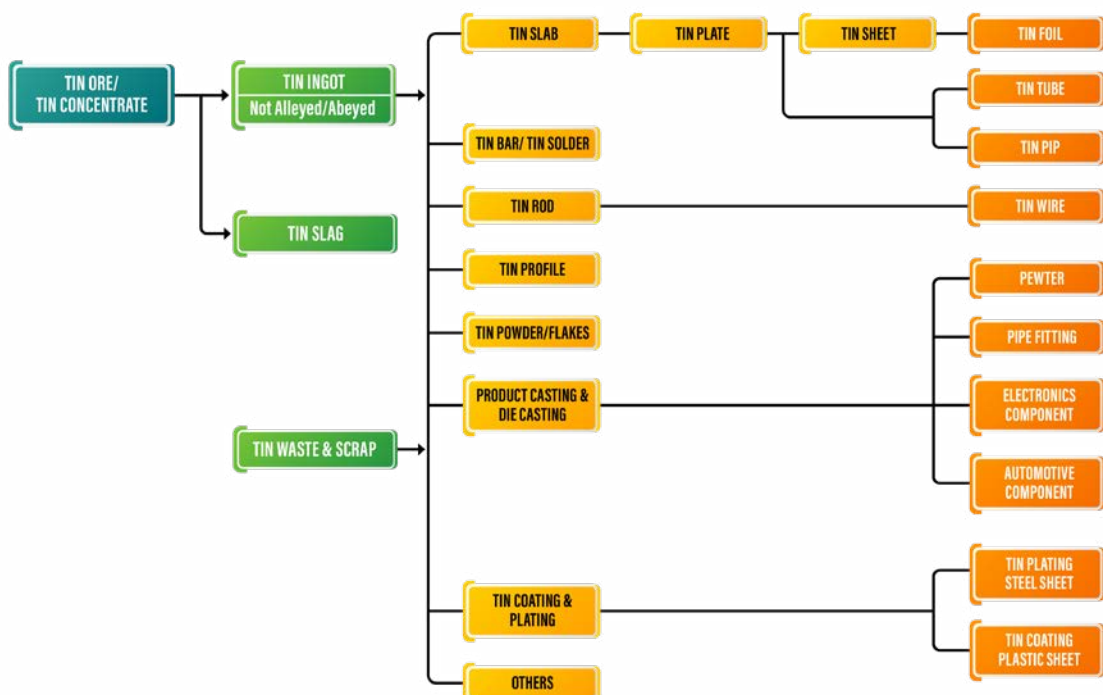 TIN ORE/
TIN CONCENTRATE
TIN INGOT
Not Alleyed/Abeyed
TIN SLAG
TIN WASTE & SCRAP
TIN SLAB
TIN PLATE
TIN SHEET
TIN FOIL
TIN TUBE
TIN PIP
TIN BAR/ TIN SOLDER
TIN ROD
TIN WIRE
TIN PROFILE
TIN POWDER/FLAKES
PRODUCT CASTING &
DIE CASTING
PEWTER
PIPE FITTING
ELECTRONICS
COMPONENT
AUTOMOTIVE
COMPONENT
TIN COATING &
PLATING
TIN PLATING
STEEL SHEET
TIN COATING
PLASTIC SHEET
OTHERS